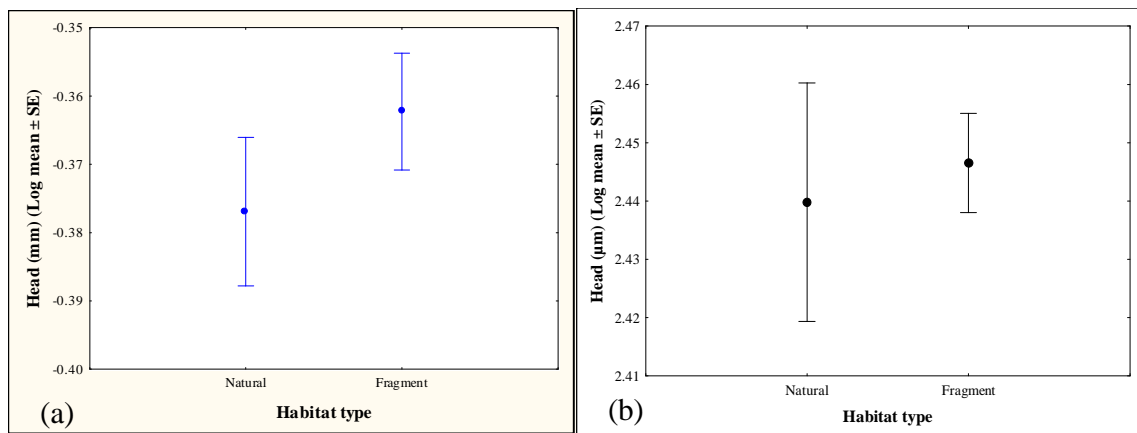 Head (mm) (Log mean ± SE)
-0.35
-0.36
-0.37
-0.38
-0.39
-0.40
Natural
Fragment
Habitat type
(a)
Head (µm) (Log mean ± SE)
2.47
2.46
2.45
2.44
2.43
2.42
2.41
Natural
Fragment
Habitat type
(b)